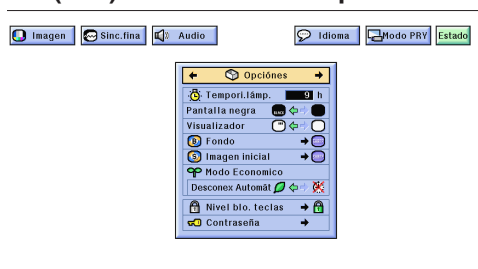 Imagen
Sinc.fina
Audio
Idioma
Modo PRY
Estado
Opciónes
Tempori.lámp. 9 h
Pantalla negra
Visualizador
Fondo
Imagen inicial
Modo Economico
Desconex Automát
Nivel blo. teclas
Contraseña